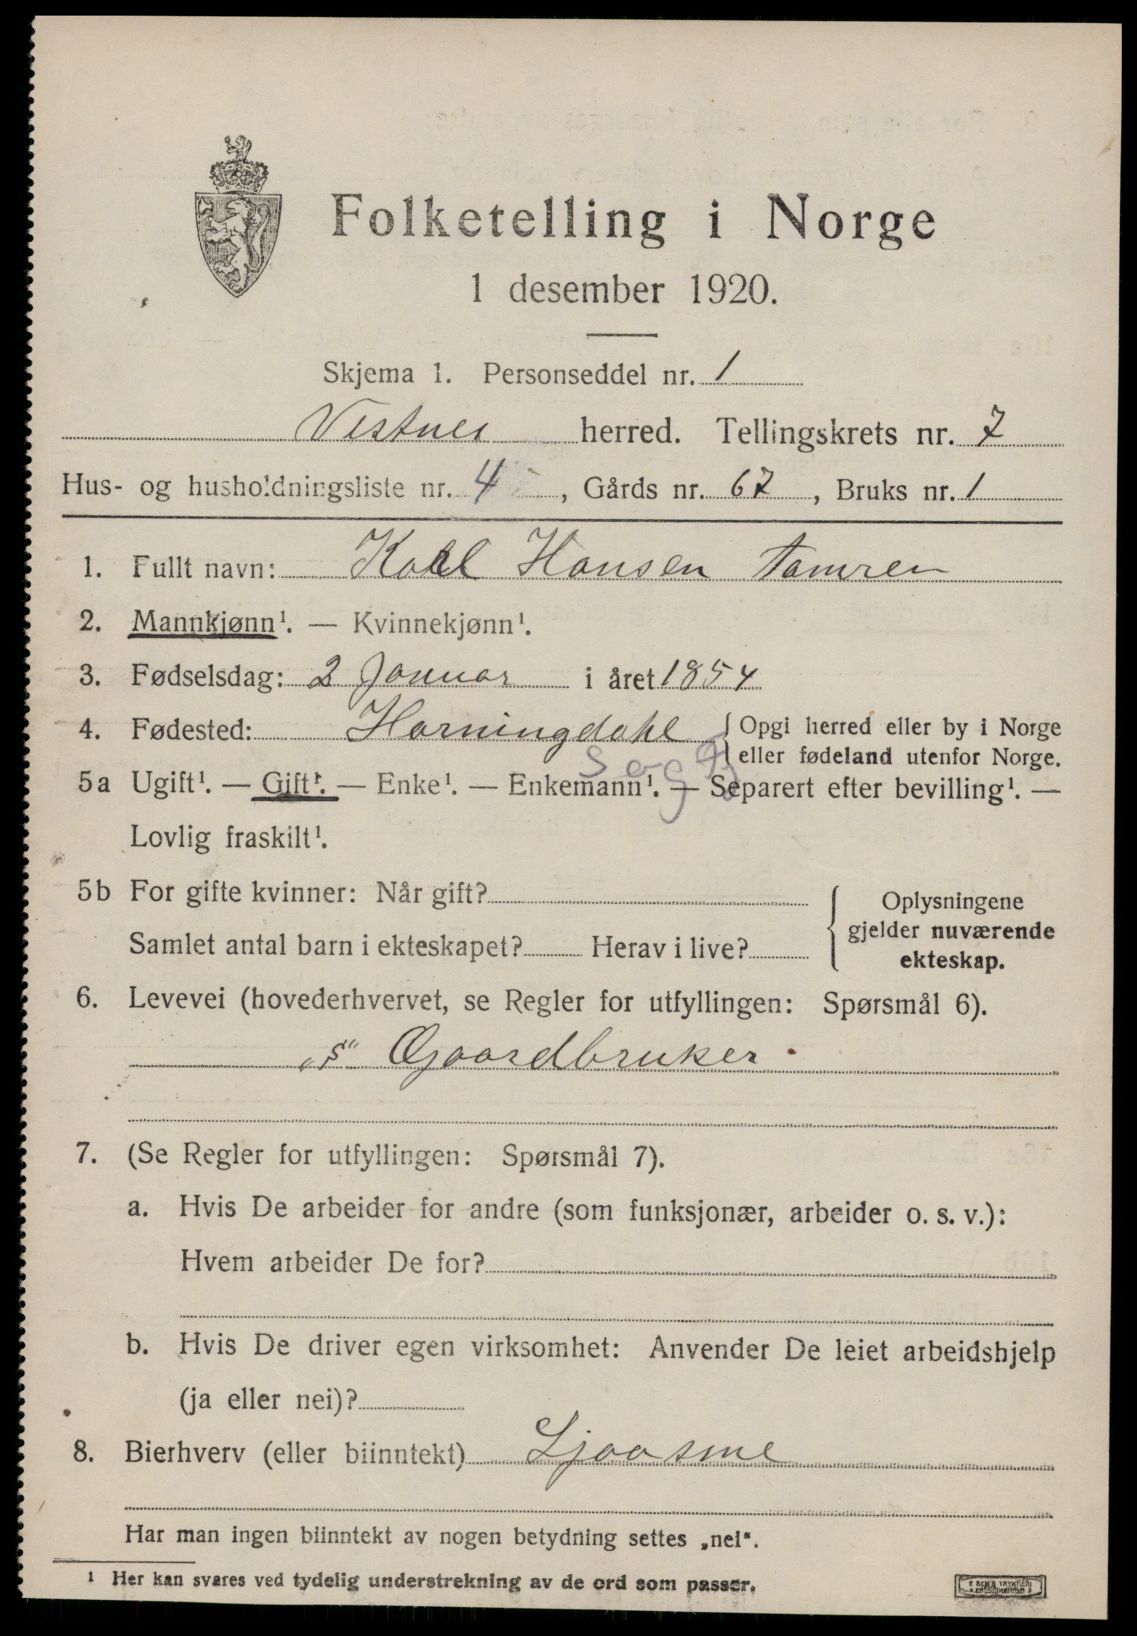 Folketelling i Norge
1 desember 1920.
Skjema 1. Personseddel nr. 1
Vestnes herred. Tellingskrets nr. 7
Hus- og husholdningsliste nr. 4, Gårds nr. 67, Bruks nr. 1
1. Fullt navn: Karl Hansen Tamren
2. Mannkjønn¹. — Kvinnekjønn¹.
3. Fødselsdag: 2 Januar i året 1854
4. Fødested: Horningdahl { Opgi herred eller by i Norge
eller fødeland utenfor Norge.
5a Ugift¹. — Gift¹. — Enke¹. — Enkemann¹. — Separert efter bevilling¹. —
Lovlig fraskilt¹.
5b For gifte kvinner: Når gift? { Oplysningene
gjelder nuværende
Samlet antal barn i ekteskapet? Herav i live? ekteskap.
6. Levevei (hovederhvervet, se Regler for utfyllingen: Spørsmål 6).
„s“ Gaardbruker
7. (Se Regler for utfyllingen: Spørsmål 7).
a. Hvis De arbeider for andre (som funksjonær, arbeider o. s. v.):
Hvem arbeider De for?
b. Hvis De driver egen virksomhet: Anvender De leiet arbeidshjelp
(ja eller nei)?
8. Bierhverv (eller biinntekt) Ljaasme
Har man ingen biinntekt av nogen betydning settes „nei“.
¹ Her kan svares ved tydelig understrekning av de ord som passer.